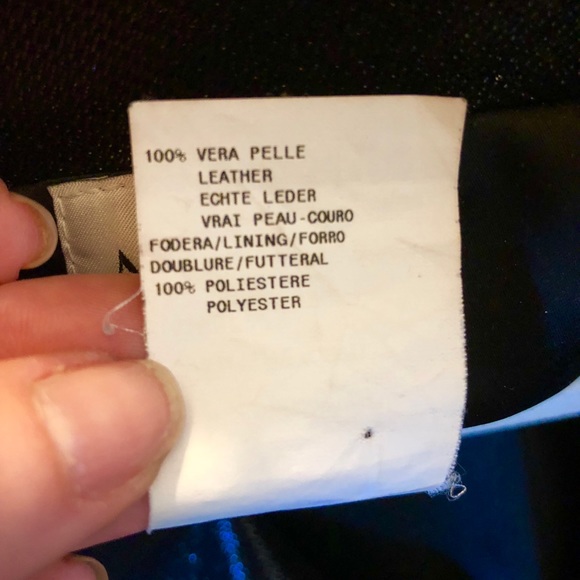 100% VERA PELLE
LEATHER
ECHTE LEDER
VRAI PEAU-COURO
FODERA/LINING/FORRO
DOUBLURE/FUTTERAL
100% POLIESTERE
POLYESTER